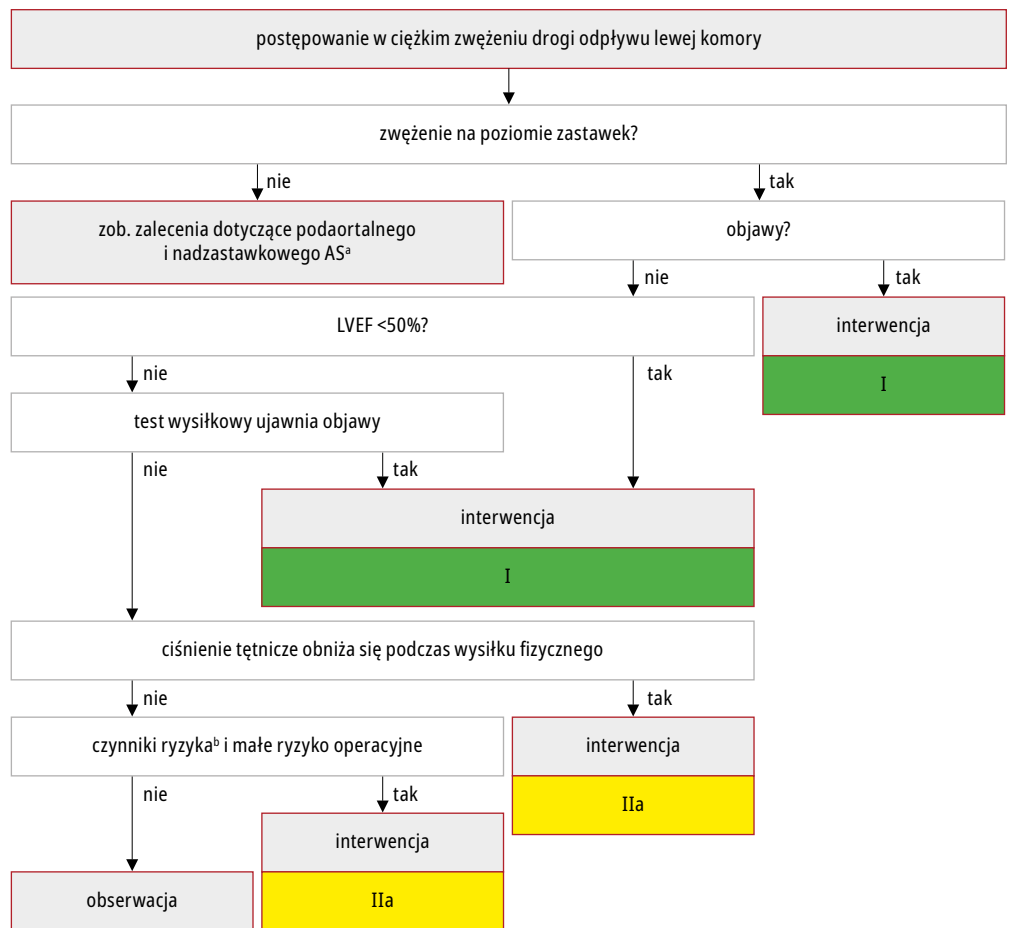 postępowanie w ciężkim zwężeniu drogi odpływu lewej komory
zwężenie na poziomie zastawek?
nie
tak
zob. zalecenia dotyczące podaortalnego
i nadzastawkowego ASᵃ
objawy?
nie
tak
LVEF <50%?
interwencja
I
nie
tak
test wysiłkowy ujawnia objawy
nie
tak
interwencja
I
ciśnienie tętnicze obniża się podczas wysiłku fizycznego
nie
tak
czynniki ryzykaᵇ i małe ryzyko operacyjne
interwencja
IIa
nie
tak
interwencja
IIa
obserwacja